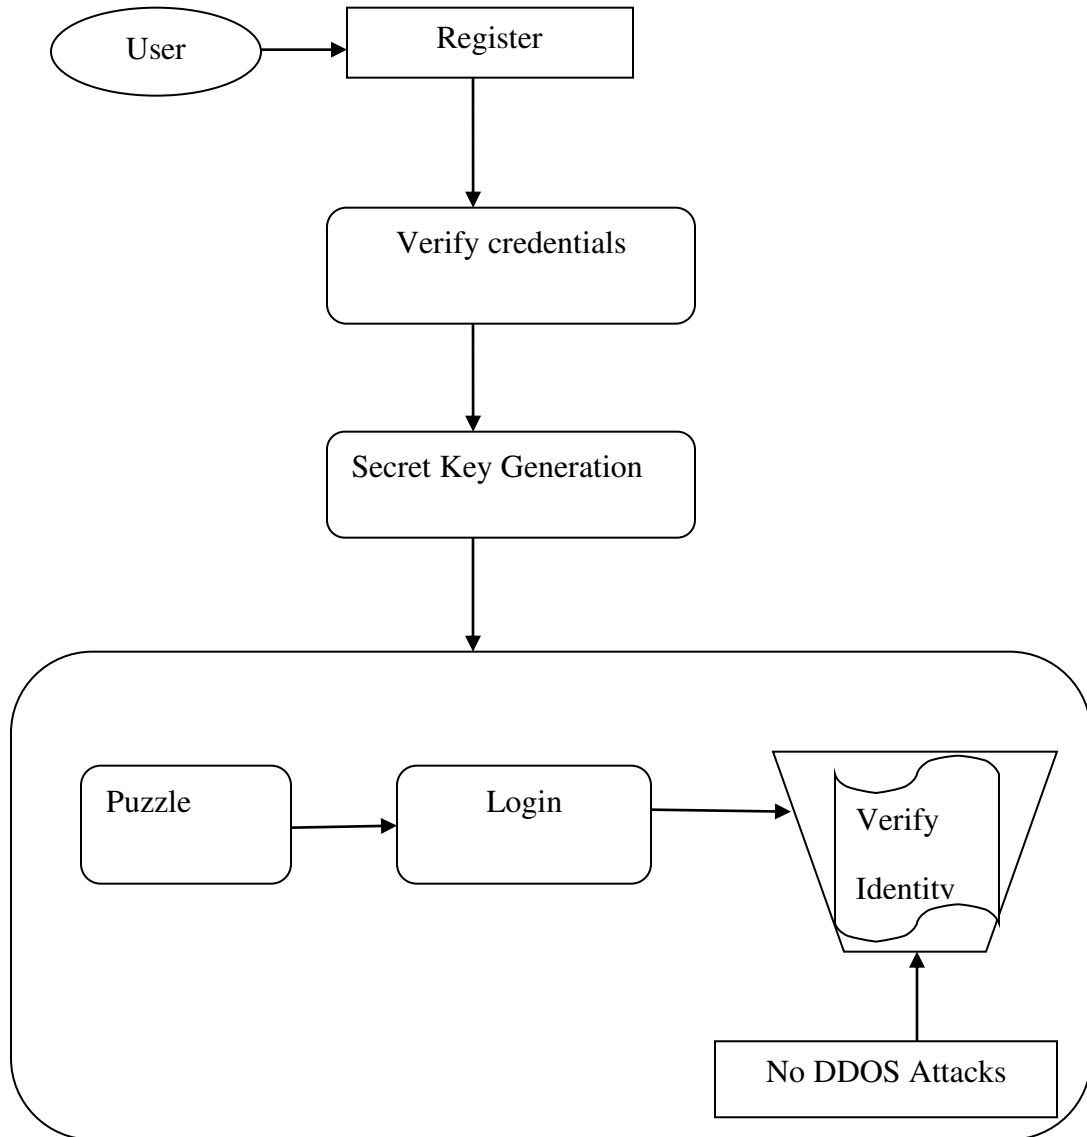 User
Register
Verify credentials
Secret Key Generation
Puzzle
Login
Verify
Identity
No DDOS Attacks